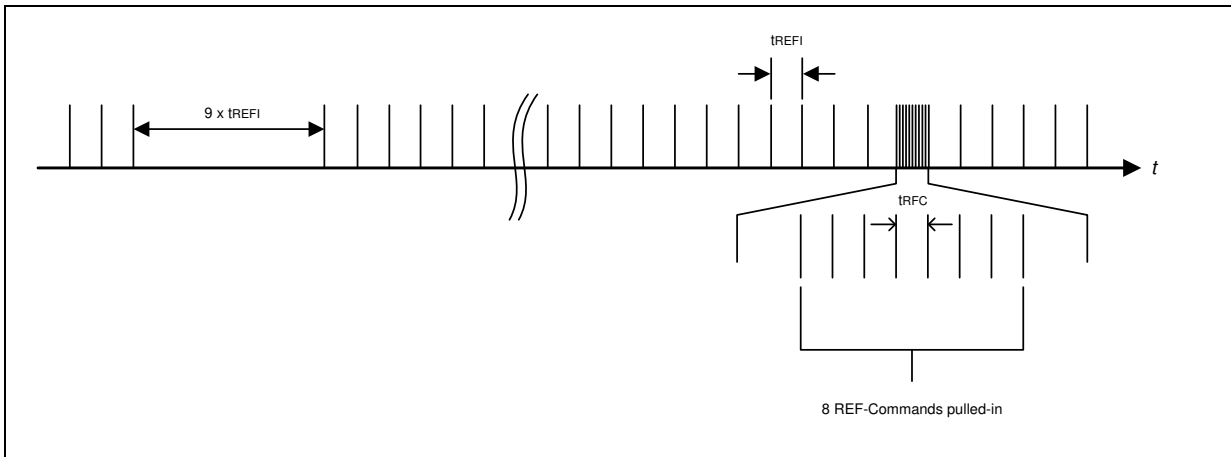 tREFI
9 x tREFI
t
tRFC
8 REF-Commands pulled-in